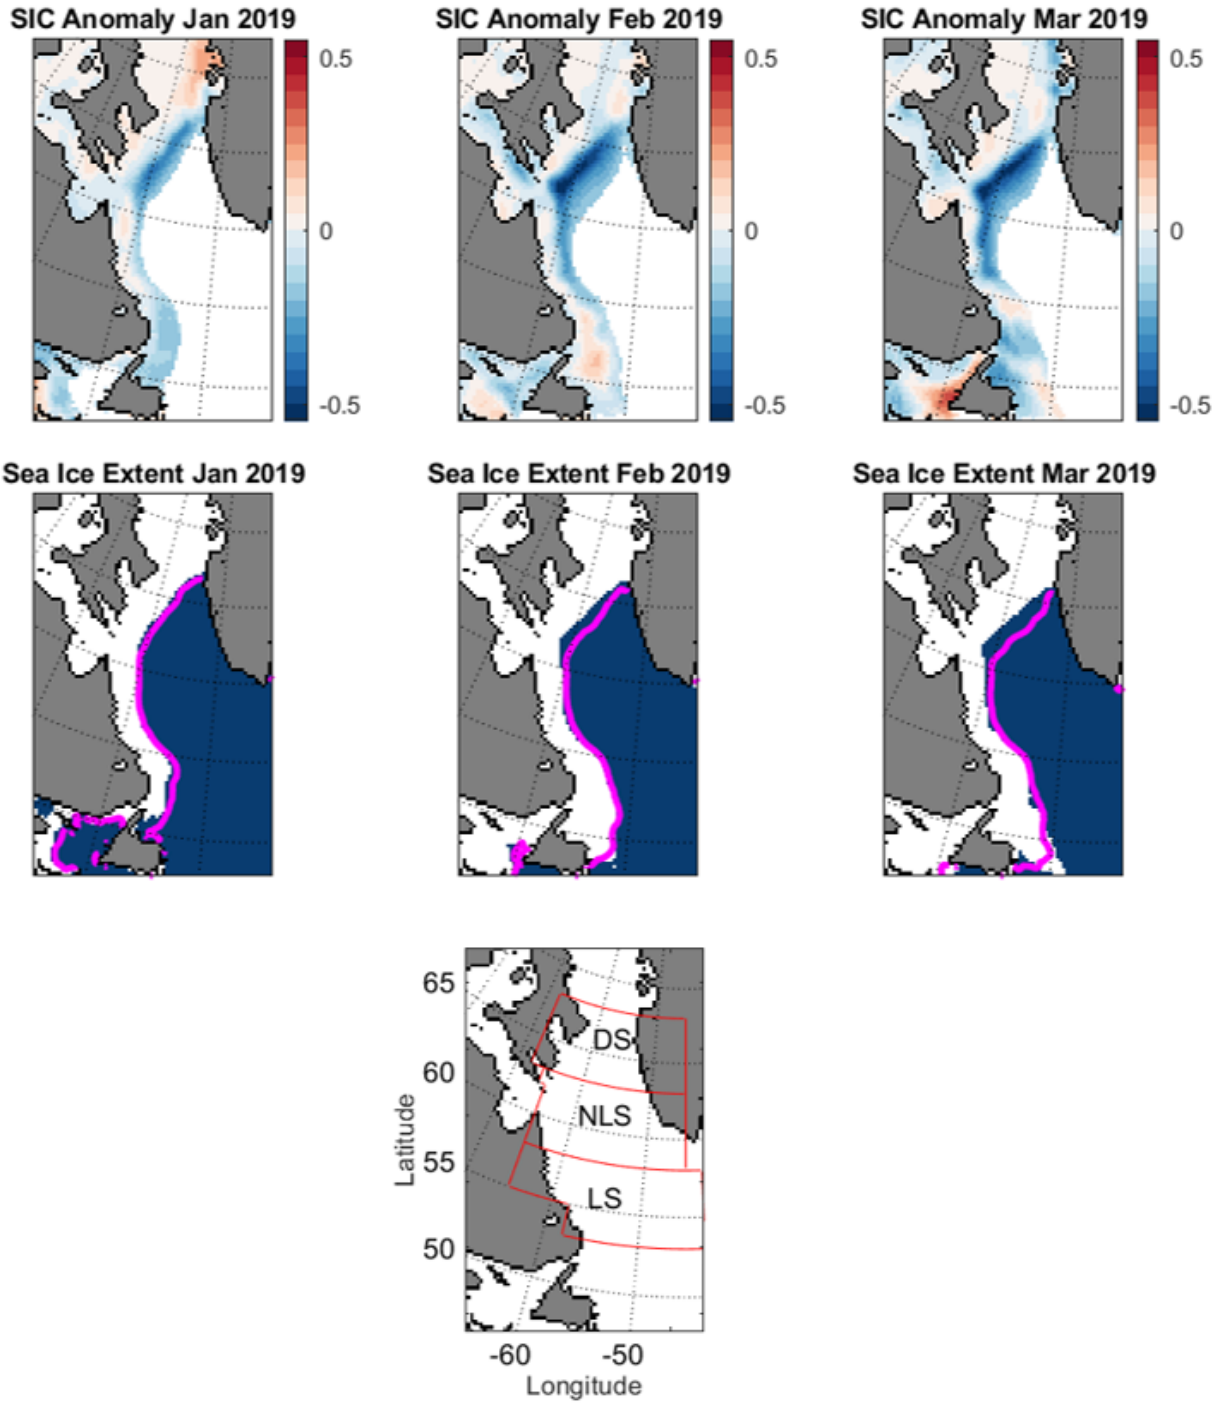 SIC Anomaly Jan 2019
SIC Anomaly Feb 2019
SIC Anomaly Mar 2019
0.5
0
-0.5
0.5
0
-0.5
0.5
0
-0.5
Sea Ice Extent Jan 2019
Sea Ice Extent Feb 2019
Sea Ice Extent Mar 2019
65
60
55
50
Latitude
DS
NLS
LS
-60
-50
Longitude